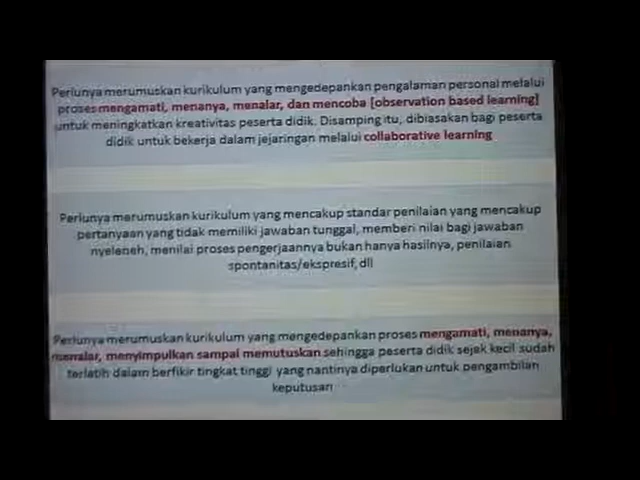 Perlunya merumuskan kurikulum yang mengedepankan pengalaman personal melalui
proses mengamati, menanya, menalar, dan mencoba [observation based learning]
untuk meningkatkan kreativitas peserta didik. Disamping itu, dibiasakan bagi peserta
didik untuk bekerja dalam jejaringan melalui collaborative learning
Perlunya merumuskan kurikulum yang mencakup standar penilaian yang mencakup
pertanyaan yang tidak memiliki jawaban tunggal, memberi nilai bagi jawaban
nyeleneh, menilai proses pengerjaannya bukan hanya hasilnya, penilaian
spontanitas/ekspresif, dll
Perlunya merumuskan kurikulum yang mengedepankan proses mengamati, menanya,
menalar, menyimpulkan sampai memutuskan sehingga peserta didik sejak kecil sudah
terlatih dalam berfikir tingkat tinggi yang nantinya diperlukan untuk pengambilan
keputusan